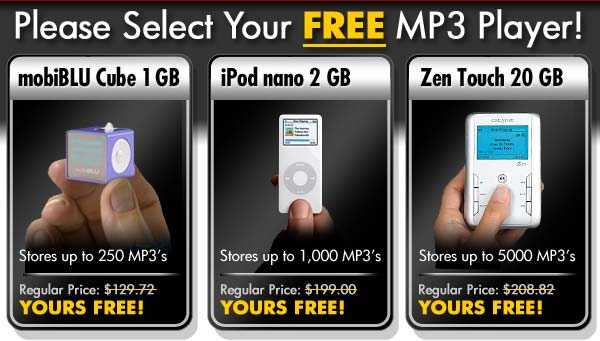 Please Select Your FREE MP3 Player!
mobiBLU Cube 1 GB
mobiBLU
Stores up to 250 MP3's
Regular Price: $129.72
YOURS FREE!
iPod nano 2 GB
Stores up to 1,000 MP3's
Regular Price: $199.00
YOURS FREE!
Zen Touch 20 GB
CREATIVE
Zen
Stores up to 5000 MP3's
Regular Price: $208.82
YOURS FREE!